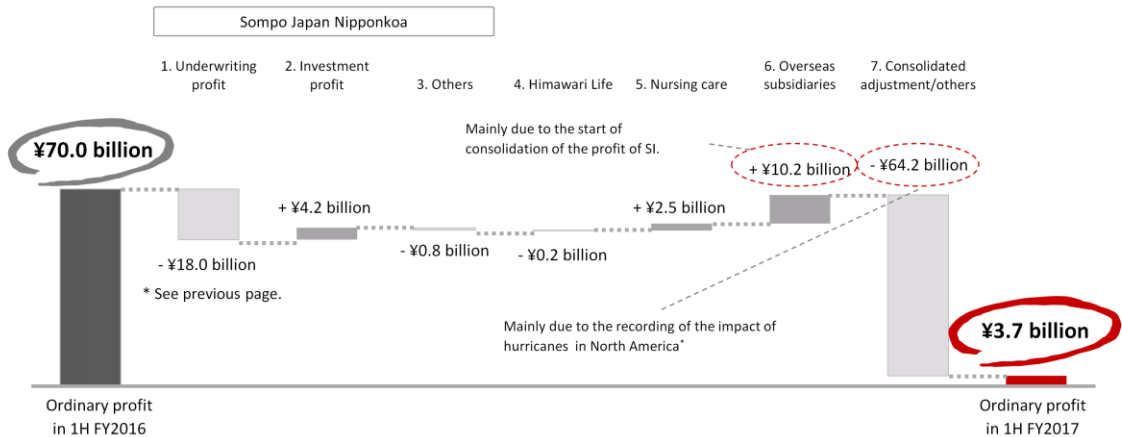 Sompo Japan Nipponkoa
1. Underwriting
profit
2. Investment
profit
3. Others
4. Himawari Life
5. Nursing care
6. Overseas
subsidiaries
7. Consolidated
adjustment/others
Mainly due to the start of
consolidation of the profit of SI.
¥70.0 billion
+ ¥10.2 billion
- ¥64.2 billion
+ ¥4.2 billion
+ ¥2.5 billion
- ¥18.0 billion
- ¥0.8 billion
- ¥0.2 billion
* See previous page.
Mainly due to the recording of the impact of
hurricanes in North America*
¥3.7 billion
Ordinary profit
in 1H FY2016
Ordinary profit
in 1H FY2017